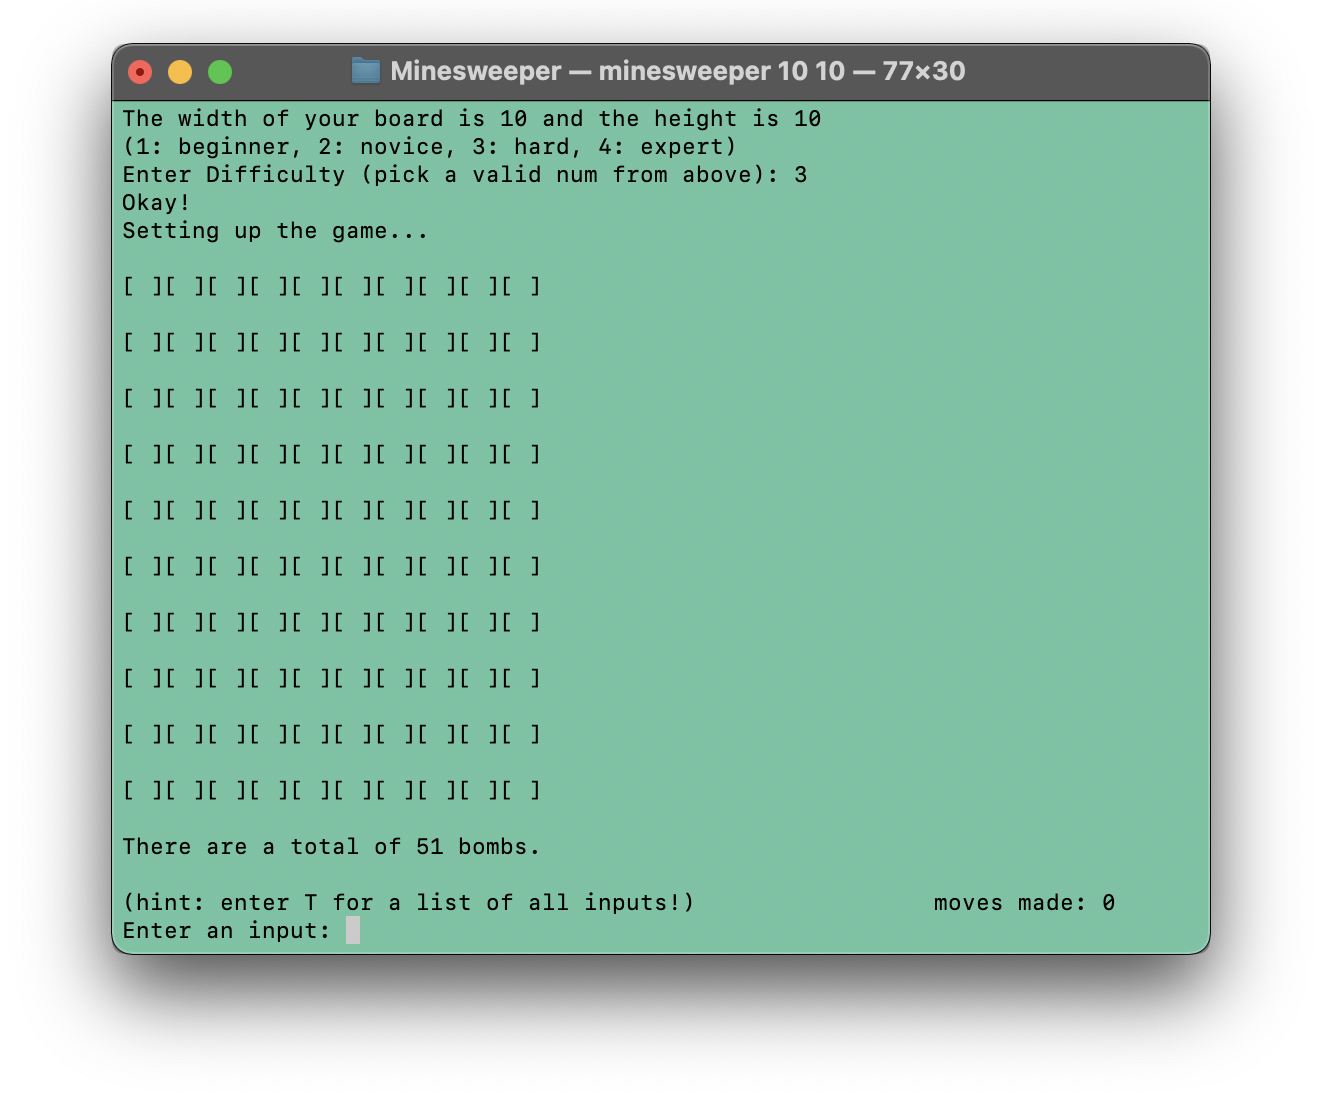 Minesweeper — minesweeper 10 10 — 77×30
The width of your board is 10 and the height is 10
(1: beginner, 2: novice, 3: hard, 4: expert)
Enter Difficulty (pick a valid num from above): 3
Okay!
Setting up the game...
[ ][ ][ ][ ][ ][ ][ ][ ][ ][ ]
[ ][ ][ ][ ][ ][ ][ ][ ][ ][ ]
[ ][ ][ ][ ][ ][ ][ ][ ][ ][ ]
[ ][ ][ ][ ][ ][ ][ ][ ][ ][ ]
[ ][ ][ ][ ][ ][ ][ ][ ][ ][ ]
[ ][ ][ ][ ][ ][ ][ ][ ][ ][ ]
[ ][ ][ ][ ][ ][ ][ ][ ][ ][ ]
[ ][ ][ ][ ][ ][ ][ ][ ][ ][ ]
[ ][ ][ ][ ][ ][ ][ ][ ][ ][ ]
[ ][ ][ ][ ][ ][ ][ ][ ][ ][ ]
There are a total of 51 bombs.
(hint: enter T for a list of all inputs!) moves made: 0
Enter an input: